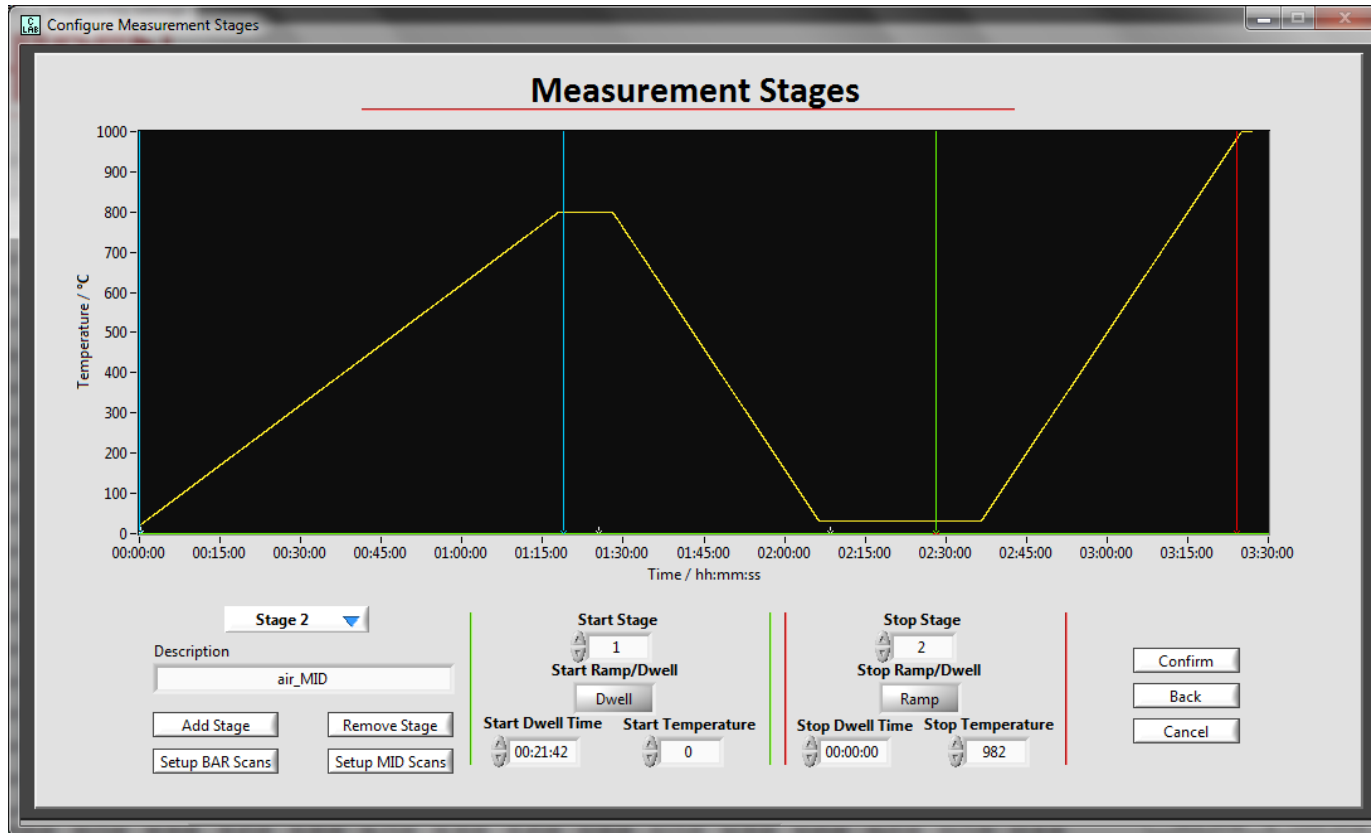 C
LAB
Configure Measurement Stages
Measurement Stages
1000
900
800
700
600
500
400
300
200
100
0
Temperature / °C
00:00:00 00:15:00 00:30:00 00:45:00 01:00:00 01:15:00 01:30:00 01:45:00 02:00:00 02:15:00 02:30:00 02:45:00 03:00:00 03:15:00 03:30:00
Time / hh:mm:ss
Stage 2
Description
air_MID
Add Stage Remove Stage
Setup BAR Scans Setup MID Scans
Start Stage
1
Start Ramp/Dwell
Dwell
Start Dwell Time Start Temperature
00:21:42 0
Stop Stage
2
Stop Ramp/Dwell
Ramp
Stop Dwell Time Stop Temperature
00:00:00 982
Confirm
Back
Cancel